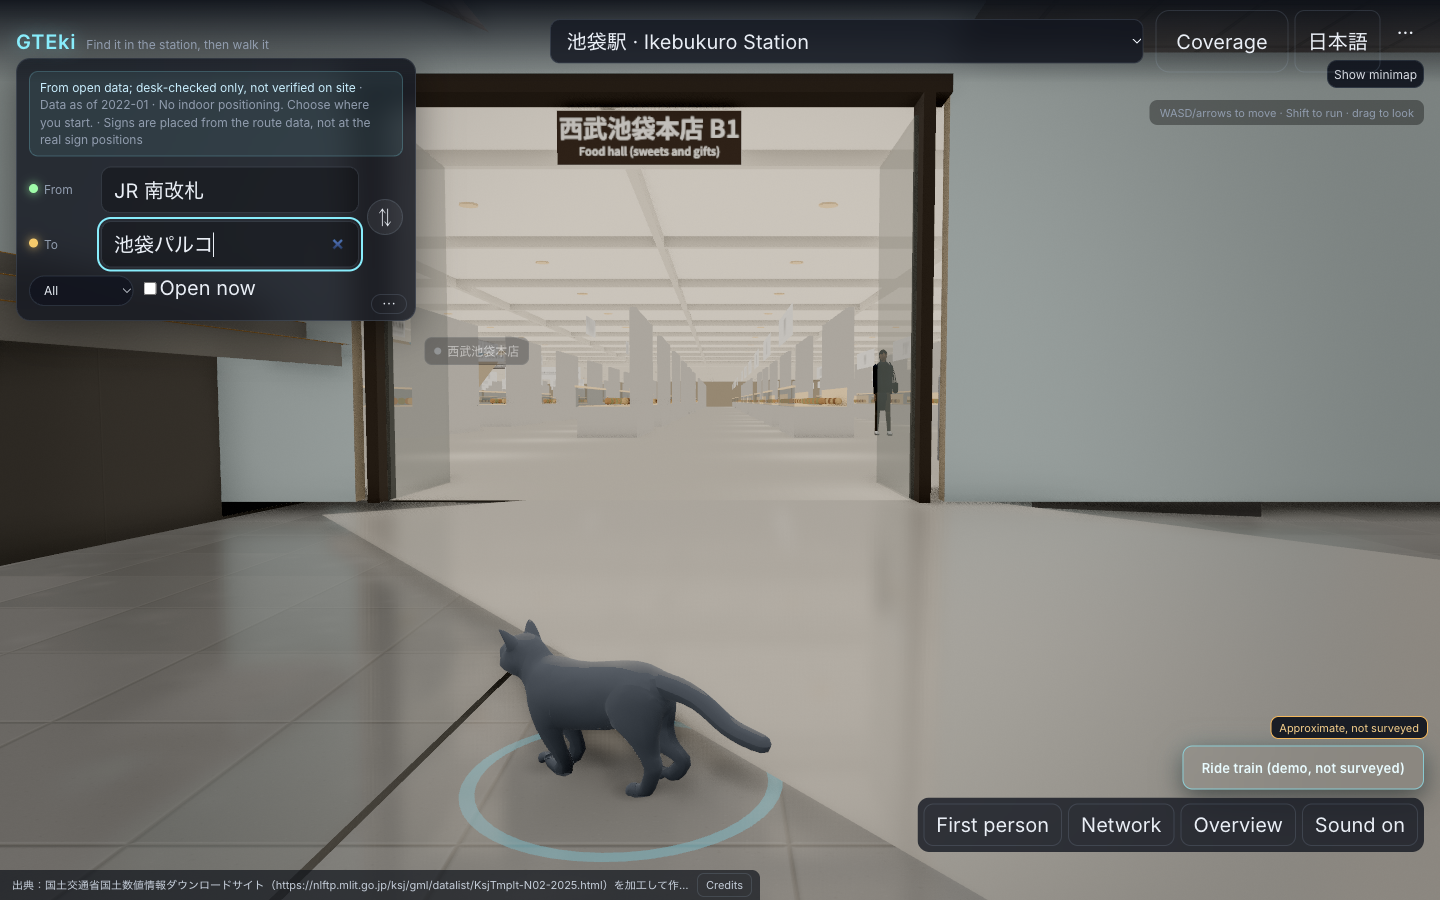 GTEki Find it in the station, then walk it
池袋駅 · Ikebukuro Station
Coverage
日本語
...
Show minimap
WASD/arrows to move · Shift to run · drag to look
From open data; desk-checked only, not verified on site ·
Data as of 2022-01 · No indoor positioning. Choose where
you start. · Signs are placed from the route data, not at the
real sign positions
From JR 南改札
To 池袋パルコ
All
Open now
...
西武池袋本店 B1
Food hall (sweets and gifts)
西武池袋本店
Approximate, not surveyed
Ride train (demo, not surveyed)
First person
Network
Overview
Sound on
出典：国土交通省国土数値情報ダウンロードサイト（https://nlftp.mlit.go.jp/ksj/gml/datalist/KsjTmplt-N02-2025.html）を加工して作...
Credits